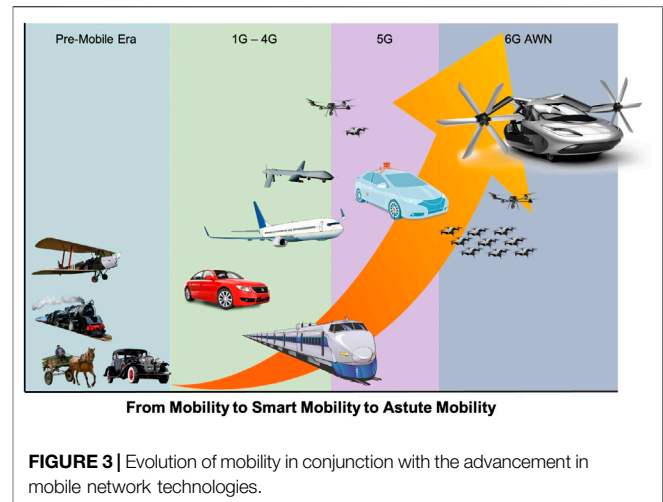 Pre-Mobile Era
1G – 4G
5G
6G AWN
From Mobility to Smart Mobility to Astute Mobility
FIGURE 3 | Evolution of mobility in conjunction with the advancement in
mobile network technologies.